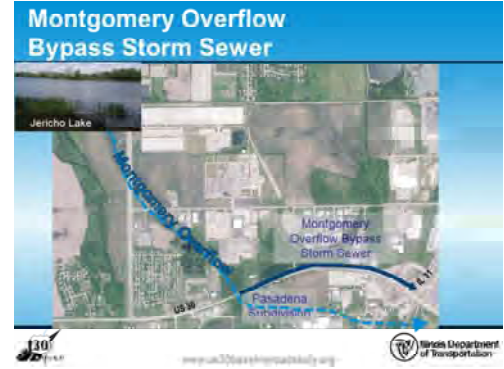 Montgomery Overflow
Bypass Storm Sewer
Jericho Lake
Montgomery Overflow
Montgomery
Overflow Bypass
Storm Sewer
US 30
IL 31
Pasadena
Subdivision
Illinois Department
of Transportation